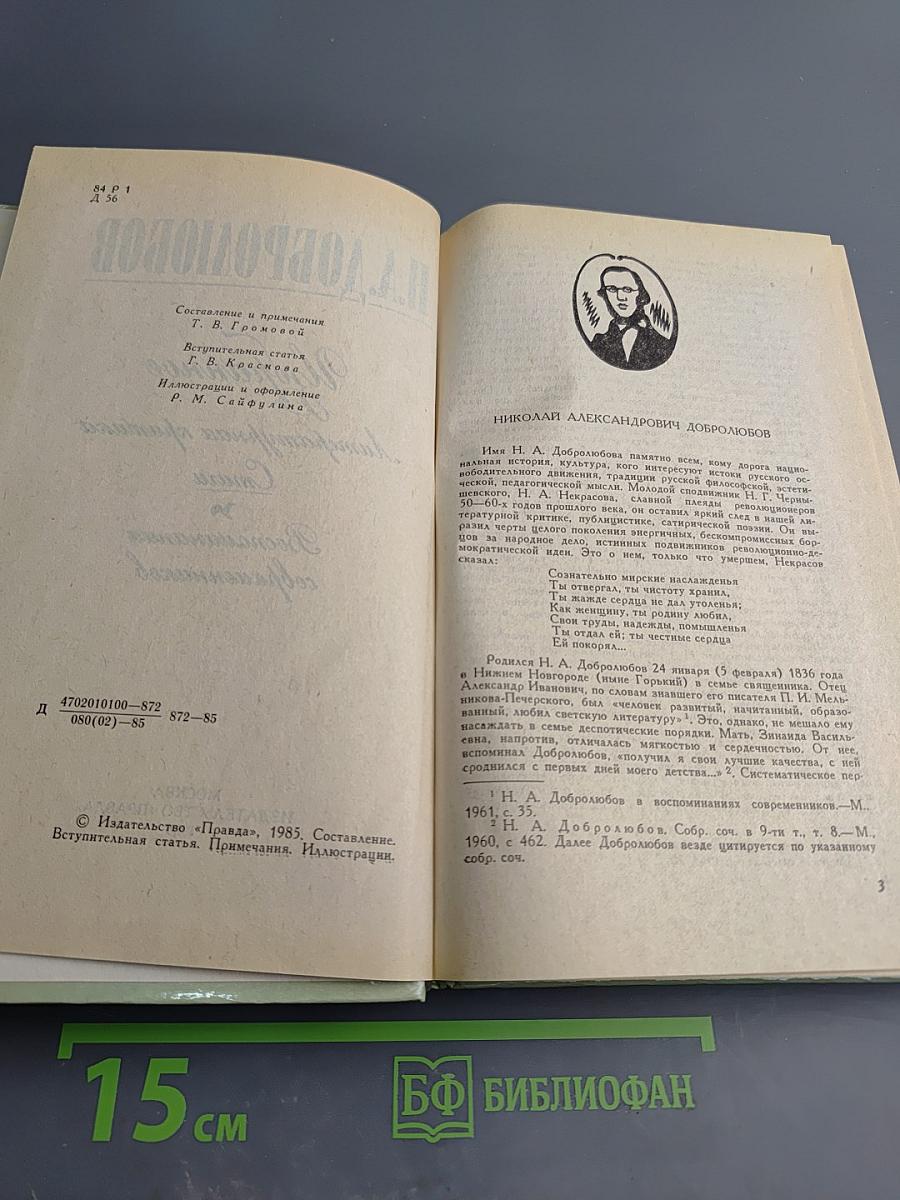 84 Р 1
Д 56
Н.А.ДОБРОЛЮБОВ
Составление и примечания
Т. В. Громовой
Вступительная статья
Г. В. Краснова
Иллюстрации и оформление
Р. М. Сайфулина
Литературная критика
Стихи
Воспоминания
современников
Д 4702010100—872
080(02)—85
872—85
МОСКВА
ИЗДАТЕЛЬСТВО «ПРАВДА»
© Издательство «Правда», 1985. Составление.
Вступительная статья. Примечания. Иллюстрации.
НИКОЛАЙ АЛЕКСАНДРОВИЧ ДОБРОЛЮБОВ
Имя Н. А. Добролюбова памятно всем, кому дорога нацио-
нальная история, культура, кого интересуют истоки русского ос-
вободительного движения, традиции русской философской, эстети-
ческой, педагогической мысли. Молодой сподвижник Н. Г. Черны-
шевского, Н. А. Некрасова, славной плеяды революционеров
50—60-х годов прошлого века, он оставил яркий след в нашей ли-
тературной критике, публицистике, сатирической поэзии. Он вы-
разил черты целого поколения энергичных, бескомпромиссных бор-
цов за народное дело, истинных подвижников революционно-де-
мократической идеи. Это о нем, только что умершем, Некрасов
сказал:
Сознательно мирские наслажденья
Ты отвергал, ты чистоту хранил,
Ты жажде сердца не дал утоленья;
Как женщину, ты родину любил,
Свои труды, надежды, помышленья
Ты отдал ей; ты честные сердца
Ей покорял...
Родился Н. А. Добролюбов 24 января (5 февраля) 1836 года
в Нижнем Новгороде (ныне Горький) в семье священника. Отец
Александр Иванович, по словам знавшего его писателя П. И. Мель-
никова-Печерского, был «человек развитый, начитанный, образо-
ванный, любил светскую литературу» ¹. Это, однако, не мешало ему
насаждать в семье деспотические порядки. Мать, Зинаида Василь-
евна, напротив, отличалась мягкостью и сердечностью. От нее,
вспоминал Добролюбов, «получил я свои лучшие качества, с ней
сроднился с первых дней моего детства...» ². Систематическое пер-
¹ Н. А. Добролюбов в воспоминаниях современников.—М.,
1961, с. 35.
² Н. А. Добролюбов. Собр. соч. в 9-ти т., т. 8.—М.,
1960, с 462. Далее Добролюбов везде цитируется по указанному
собр. соч.
3
15 см
БФ БИБЛИОФАН